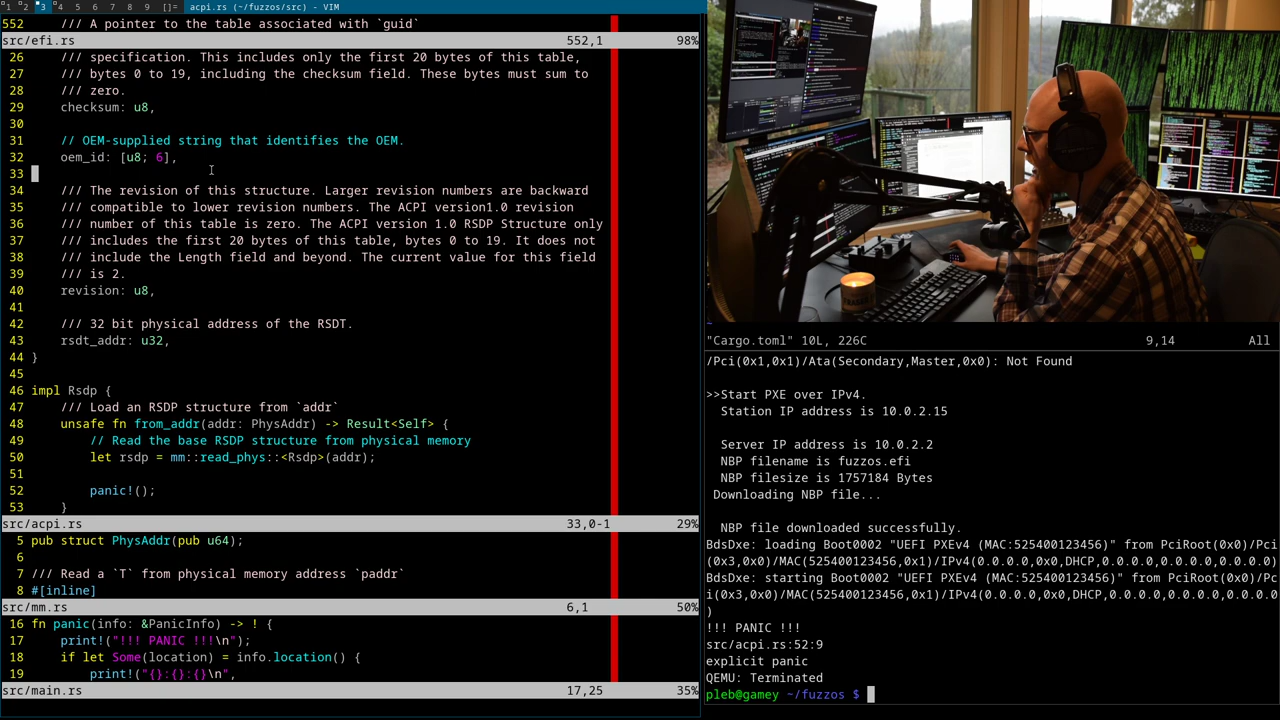 1 2 3 4 5 6 7 8 9 []= acpi.rs (~/fuzzos/src) - VIM
552     /// A pointer to the table associated with `guid`
src/efi.rs 552,1 98%
26     /// specification. This includes only the first 20 bytes of this table,
27     /// bytes 0 to 19, including the checksum field. These bytes must sum to
28     /// zero.
29     checksum: u8,
30
31     // OEM-supplied string that identifies the OEM.
32     oem_id: [u8; 6],
33
34     /// The revision of this structure. Larger revision numbers are backward
35     /// compatible to lower revision numbers. The ACPI version1.0 revision
36     /// number of this table is zero. The ACPI version 1.0 RSDP Structure only
37     /// includes the first 20 bytes of this table, bytes 0 to 19. It does not
38     /// include the Length field and beyond. The current value for this field
39     /// is 2.
40     revision: u8,
41
42     /// 32 bit physical address of the RSDT.
43     rsdt_addr: u32,
44 }
45
46 impl Rsdp {
47     /// Load an RSDP structure from `addr`
48     unsafe fn from_addr(addr: PhysAddr) -> Result<Self> {
49         // Read the base RSDP structure from physical memory
50         let rsdp = mm::read_phys::<Rsdp>(addr);
51
52         panic!();
53     }
src/acpi.rs 33,0-1 29%
5 pub struct PhysAddr(pub u64);
6
7 /// Read a `T` from physical memory address `paddr`
8 #[inline]
src/mm.rs 6,1 50%
16 fn panic(info: &PanicInfo) -> ! {
17     print!("!!! PANIC !!!\n");
18     if let Some(location) = info.location() {
19         print!("{}:{}:{}\n",
src/main.rs 17,25 35%
~
"Cargo.toml" 10L, 226C 9,14 All
/Pci(0x1,0x1)/Ata(Secondary,Master,0x0): Not Found
>>Start PXE over IPv4.
  Station IP address is 10.0.2.15
  Server IP address is 10.0.2.2
  NBP filename is fuzzos.efi
  NBP filesize is 1757184 Bytes
 Downloading NBP file...
  NBP file downloaded successfully.
BdsDxe: loading Boot0002 "UEFI PXEv4 (MAC:525400123456)" from PciRoot(0x0)/Pci
(0x3,0x0)/MAC(525400123456,0x1)/IPv4(0.0.0.0,0x0,DHCP,0.0.0.0,0.0.0.0,0.0.0.0)
BdsDxe: starting Boot0002 "UEFI PXEv4 (MAC:525400123456)" from PciRoot(0x0)/Pc
i(0x3,0x0)/MAC(525400123456,0x1)/IPv4(0.0.0.0,0x0,DHCP,0.0.0.0,0.0.0.0,0.0.0.0
)
!!! PANIC !!!
src/acpi.rs:52:9
explicit panic
QEMU: Terminated
pleb@gamey ~/fuzzos $